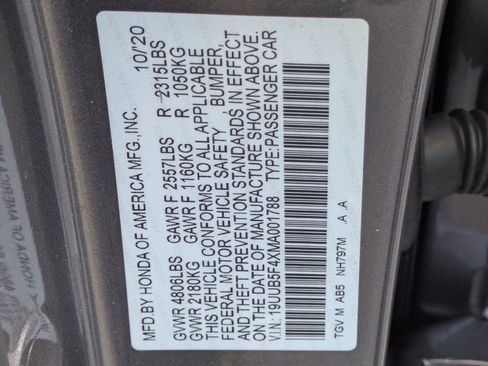 MFD.BY HONDA OF AMERICA MFG.,INC. 10/'20
GVWR 4806LBS GAWR F 2557LBS R 2315LBS
GVWR 2180KG GAWR F 1160KG R 1050KG
THIS VEHICLE CONFORMS TO ALL APPLICABLE
FEDERAL MOTOR VEHICLE SAFETY, BUMPER,
AND THEFT PREVENTION STANDARDS IN EFFECT
ON THE DATE OF MANUFACTURE SHOWN ABOVE.
V.I.N.: 19UUB5F4XMA001788 TYPE:PASSENGER CAR
TGV M AB5 NH797M A A